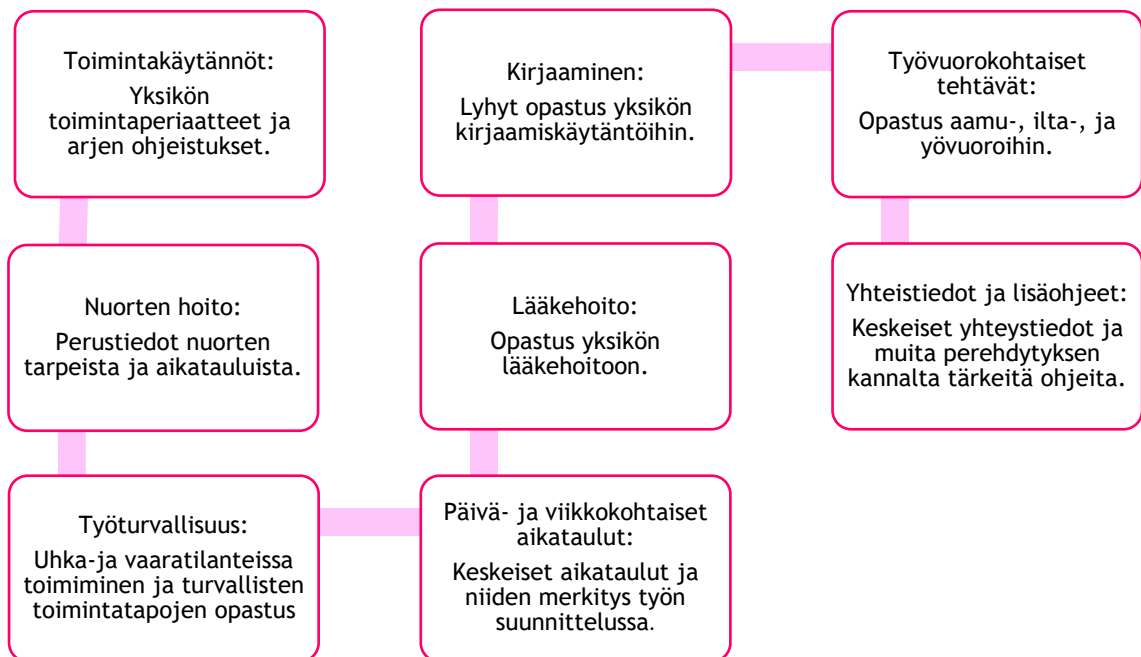 Toimintakäytännöt:
Yksikön
toimintaperiaatteet ja
arjen ohjeistukset.
Nuorten hoito:
Perustiedot nuorten
tarpeista ja aikatauluista.
Työturvallisuus:
Uhka-ja vaaratilanteissa
toimiminen ja turvallisten
toimintatapojen opastus
Päivä- ja viikkokohtaiset
aikataulut:
Keskeiset aikataulut ja
niiden merkitys työn
suunnittelussa.
Lääkehoito:
Opastus yksikön
lääkehoitoon.
Kirjaaminen:
Lyhyt opastus yksikön
kirjaamiskäytäntöihin.
Työvuorokohtaiset
tehtävät:
Opastus aamu-, ilta-, ja
yövuoroihin.
Yhteistiedot ja lisäohjeet:
Keskeiset yhteystiedot ja
muita perehdytyksen
kannalta tärkeitä ohjeita.